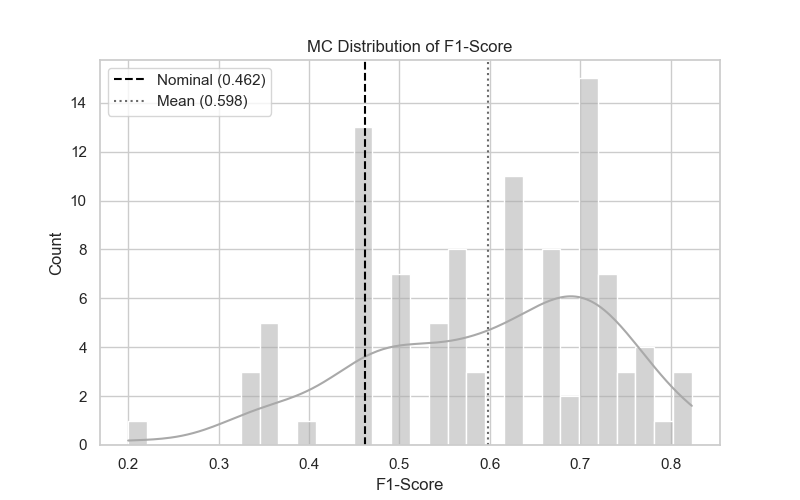 MC Distribution of F1-Score
Nominal (0.462)
Mean (0.598)
Count
14
12
10
8
6
4
2
0
0.2 0.3 0.4 0.5 0.6 0.7 0.8
F1-Score